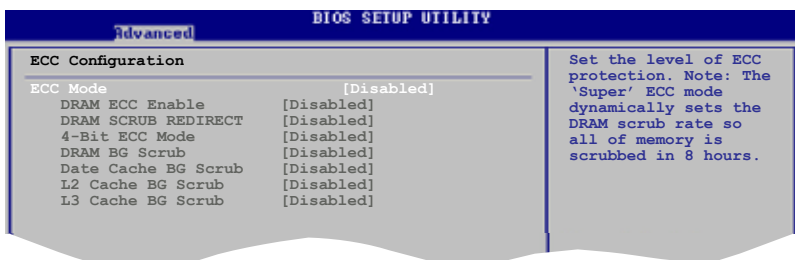 BIOS SETUP UTILITY
Advanced
ECC Configuration
ECC Mode [Disabled]
DRAM ECC Enable [Disabled]
DRAM SCRUB REDIRECT [Disabled]
4-Bit ECC Mode [Disabled]
DRAM BG Scrub [Disabled]
Date Cache BG Scrub [Disabled]
L2 Cache BG Scrub [Disabled]
L3 Cache BG Scrub [Disabled]
Set the level of ECC
protection. Note: The
‘Super’ ECC mode
dynamically sets the
DRAM scrub rate so
all of memory is
scrubbed in 8 hours.